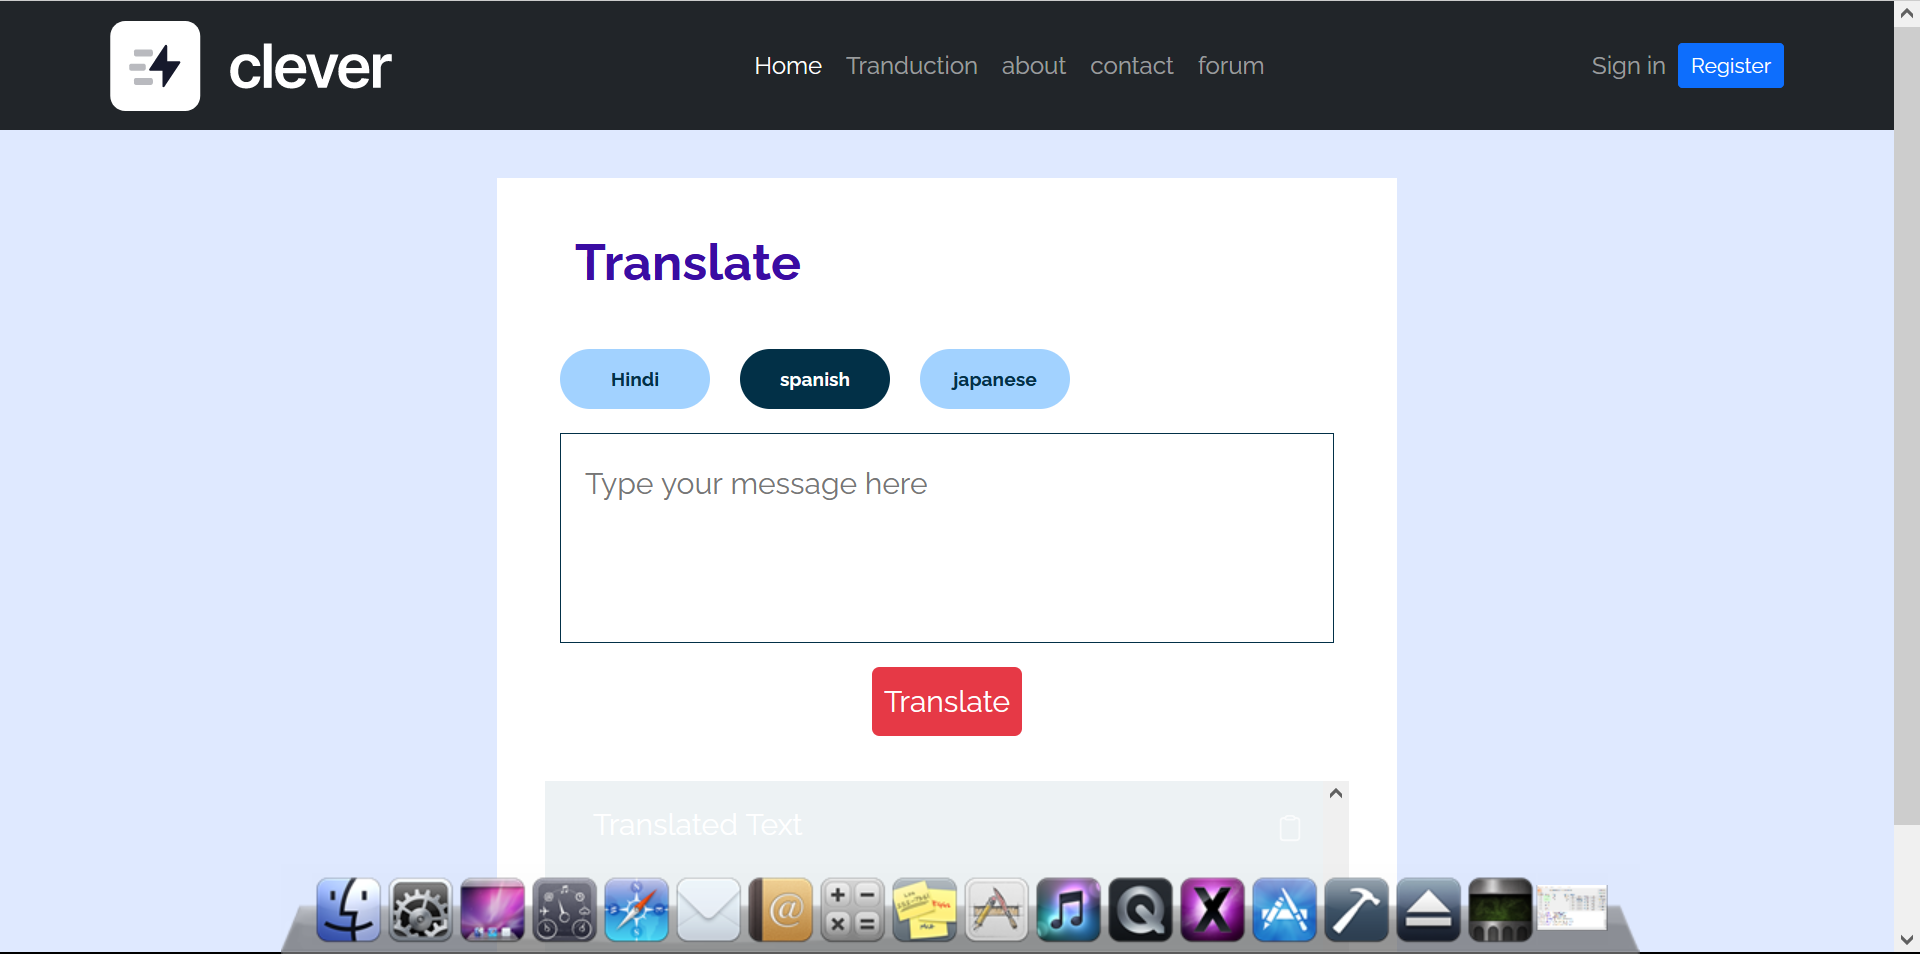 clever
Home Tranduction about contact forum
Sign in Register
Translate
Hindi spanish japanese
Type your message here
Translate
Translated Text